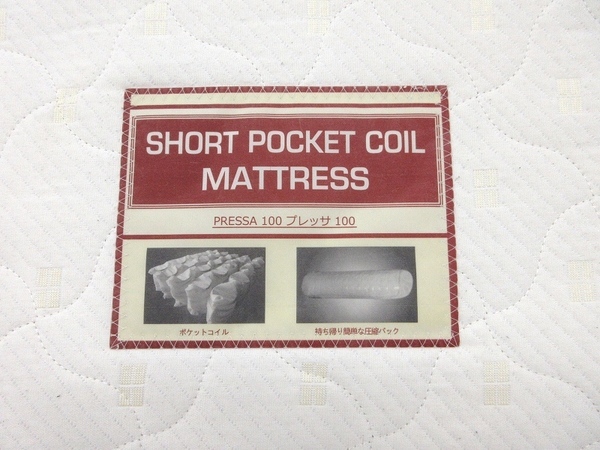 SHORT POCKET COIL
MATTRESS
PRESSA 100 プレッサ 100
ポケットコイル
持ち帰り簡単な圧縮パック